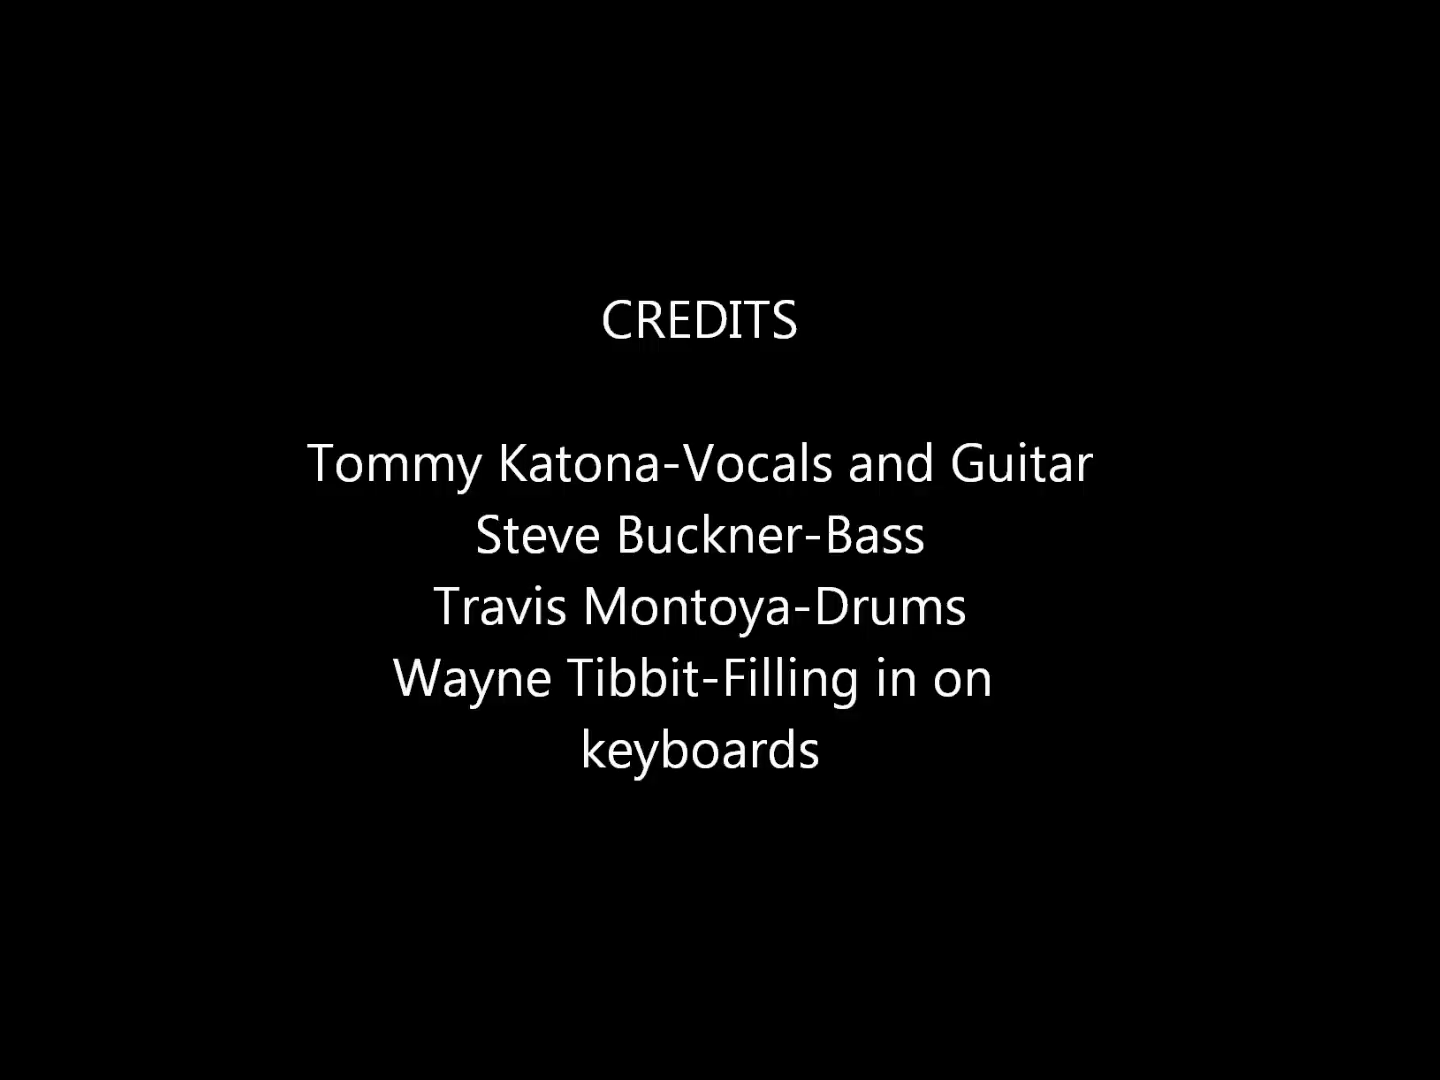 CREDITS
Tommy Katona-Vocals and Guitar
Steve Buckner-Bass
Travis Montoya-Drums
Wayne Tibbit-Filling in on
keyboards